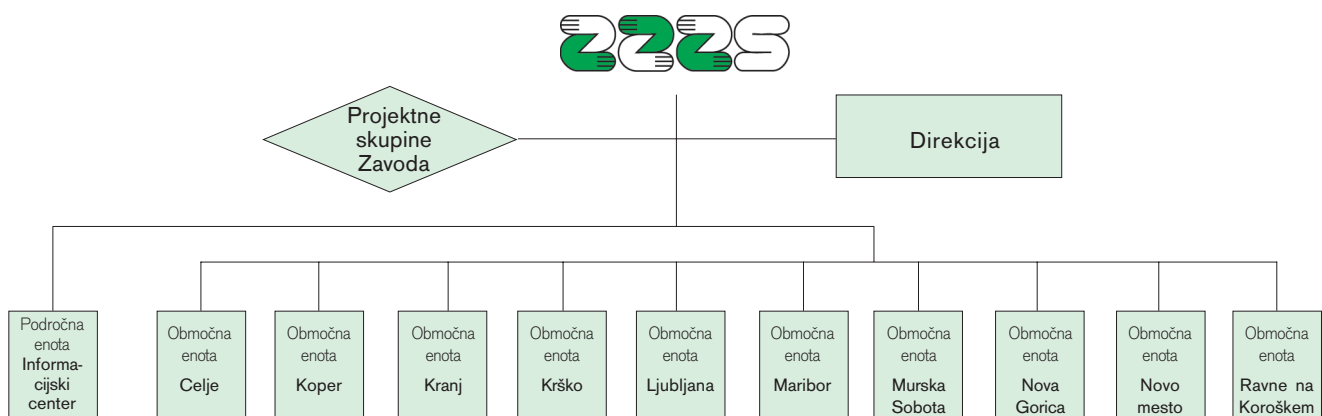 ZZZS
Projektne
skupine
Zavoda
Direkcija
Področna
enota
Informa-
cijski
center
Območna
enota
Celje
Območna
enota
Koper
Območna
enota
Kranj
Območna
enota
Krško
Območna
enota
Ljubljana
Območna
enota
Maribor
Območna
enota
Murska
Sobota
Območna
enota
Nova
Gorica
Območna
enota
Novo
mesto
Območna
enota
Ravne na
Koroškem